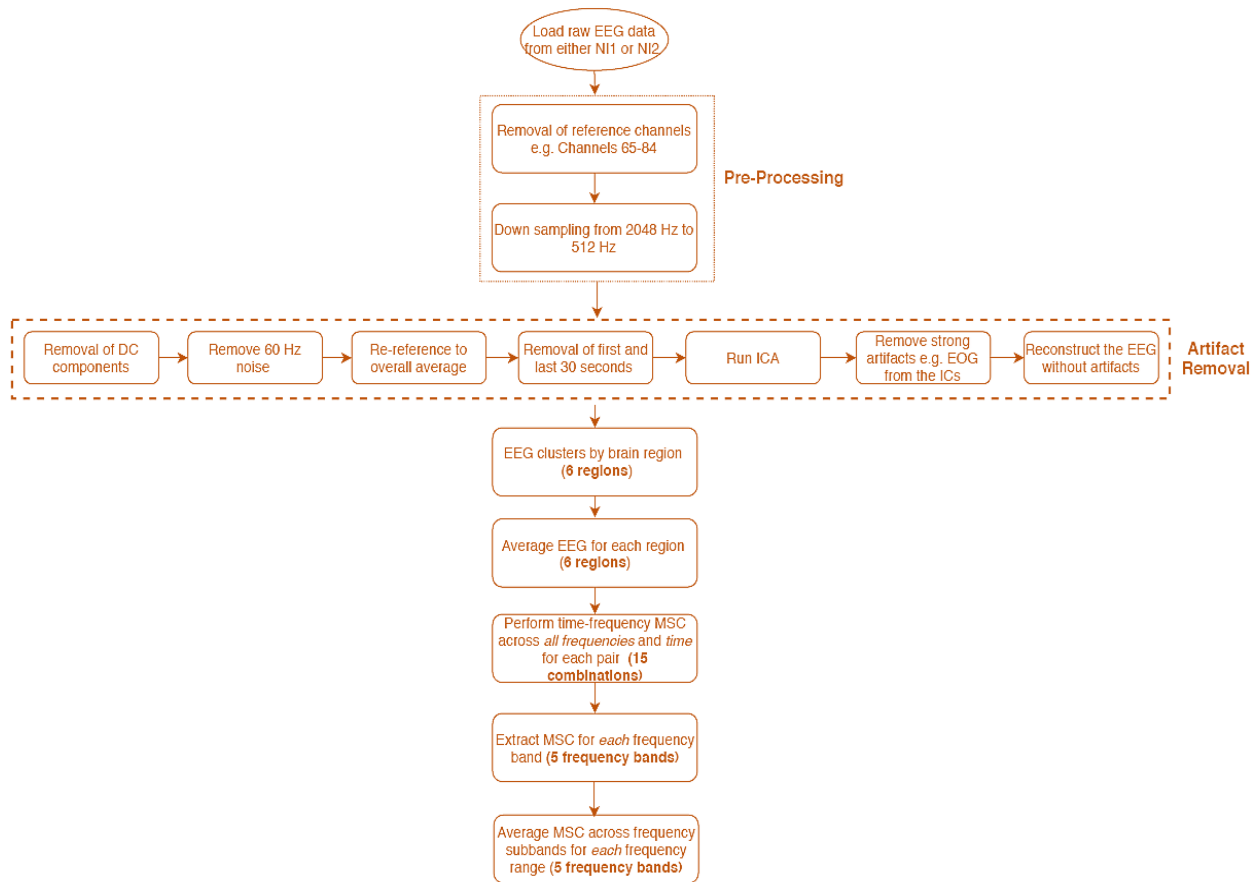 Load raw EEG data
from either NI1 or NI2
Removal of reference channels
e.g. Channels 65-84
Pre-Processing
Down sampling from 2048 Hz to
512 Hz
Removal of DC
components
Remove 60 Hz
noise
Re-reference to
overall average
Removal of first and
last 30 seconds
Run ICA
Remove strong
artifacts e.g. EOG
from the ICs
Reconstruct the EEG
without artifacts
Artifact
Removal
EEG clusters by brain region
(6 regions)
Average EEG for each region
(6 regions)
Perform time-frequency MSC
across all frequencies and time
for each pair (15
combinations)
Extract MSC for each frequency
band (5 frequency bands)
Average MSC across frequency
subbands for each frequency
range (5 frequency bands)